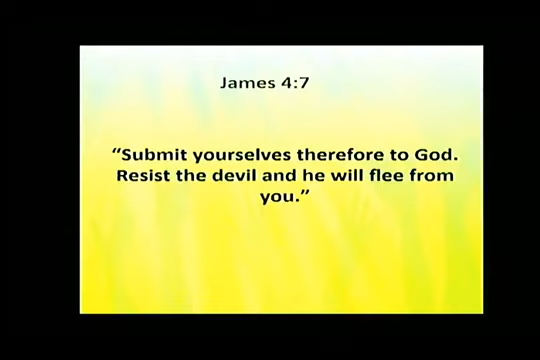 James 4:7
“Submit yourselves therefore to God.
Resist the devil and he will flee from
you.”